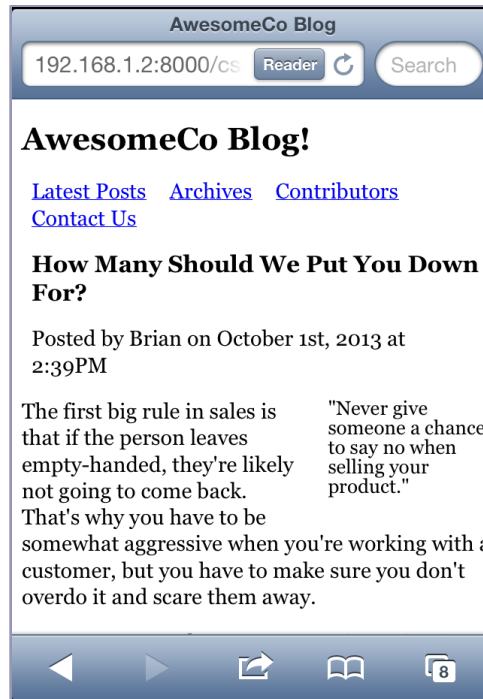 AwesomeCo Blog
192.168.1.2:8000/cs
Reader
Search
AwesomeCo Blog!
Latest Posts Archives Contributors
Contact Us
How Many Should We Put You Down
For?
Posted by Brian on October 1st, 2013 at
2:39PM
The first big rule in sales is
that if the person leaves
empty-handed, they're likely
not going to come back.
That's why you have to be
"Never give
someone a chance
to say no when
selling your
product."
somewhat aggressive when you're working with a
customer, but you have to make sure you don't
overdo it and scare them away.
8